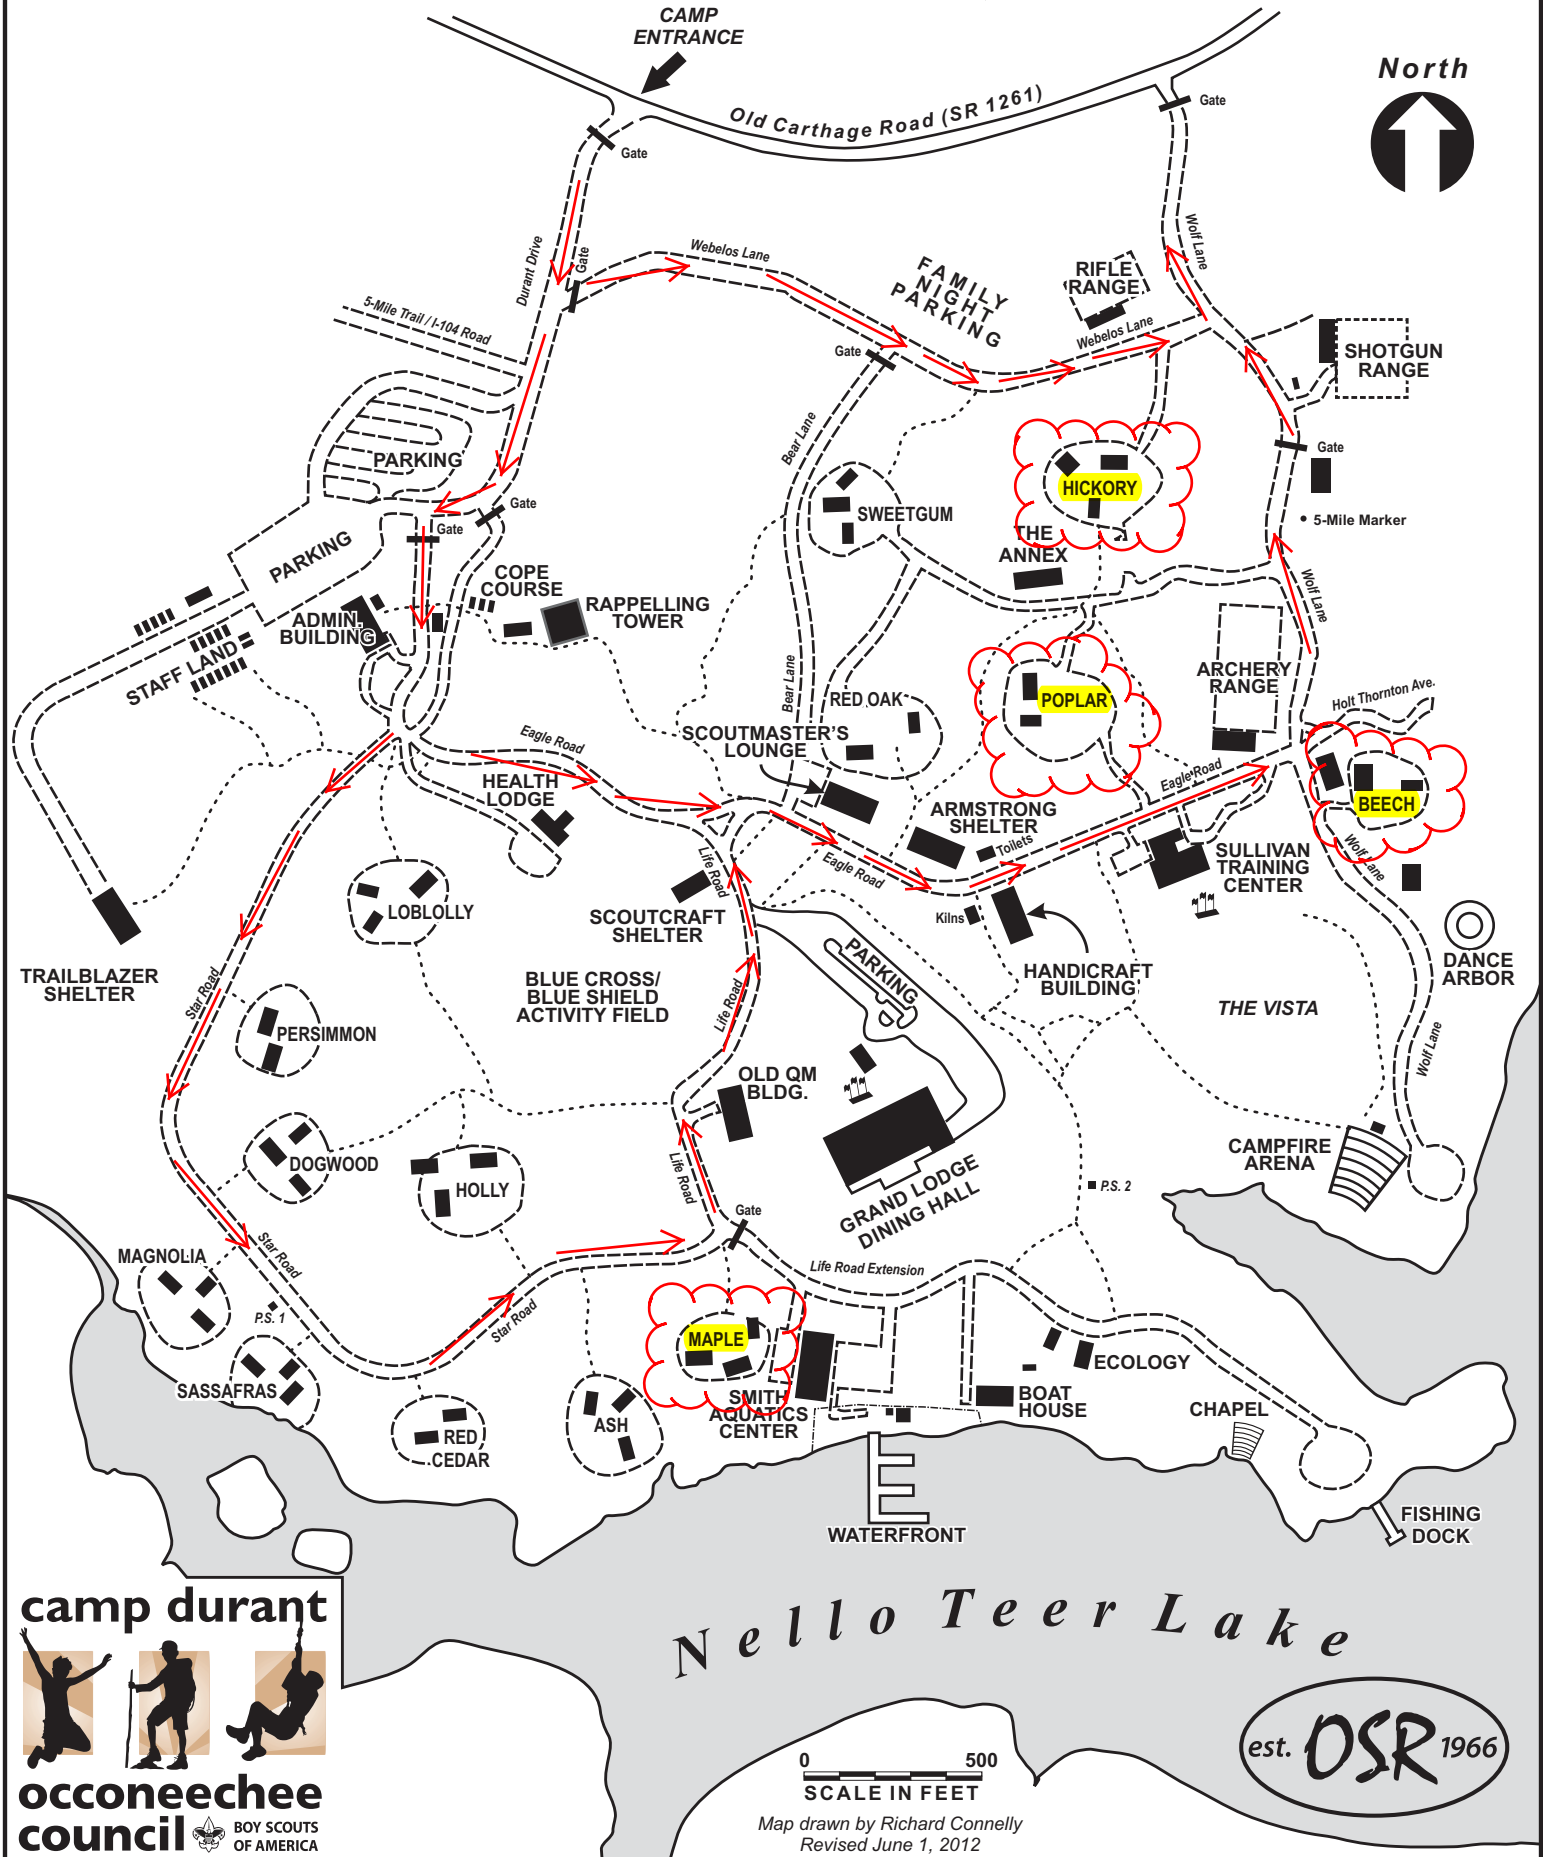 CAMP
ENTRANCE
North
Old Carthage Road (SR 1261)
Gate
Gate
Durant Drive
Gate
Webelos Lane
Wolf Lane
FAMILY
NIGHT
PARKING
RIFLE
RANGE
5-Mile Trail / I-104 Road
Webelos Lane
Gate
SHOTGUN
RANGE
Bear Lane
Gate
PARKING
HICKORY
Gate
SWEETGUM
5-Mile Marker
Gate
THE
ANNEX
PARKING
COPE
COURSE
RAPPELLING
TOWER
Wolf Lane
ADMIN.
BUILDING
STAFF LAND
Bear Lane
ARCHERY
RANGE
RED OAK
POPLAR
Holt Thornton Ave.
Eagle Road
SCOUTMASTER'S
LOUNGE
HEALTH
LODGE
Eagle Road
BEECH
ARMSTRONG
SHELTER
Toilets
Life Road
Eagle Road
Wolf Lane
SULLIVAN
TRAINING
CENTER
LOBLOLLY
SCOUTCRAFT
SHELTER
Kilns
PARKING
TRAILBLAZER
SHELTER
Star Road
BLUE CROSS/
BLUE SHIELD
ACTIVITY FIELD
Life Road
HANDICRAFT
BUILDING
DANCE
ARBOR
THE VISTA
PERSIMMON
Wolf Lane
OLD QM
BLDG.
DOGWOOD
HOLLY
Life Road
CAMPFIRE
ARENA
GRAND LODGE
DINING HALL
P.S. 2
Gate
MAGNOLIA
Star Road
Life Road Extension
P.S. 1
Star Road
MAPLE
ECOLOGY
SASSAFRAS
SMITH
AQUATICS
CENTER
BOAT
HOUSE
CHAPEL
RED
CEDAR
ASH
WATERFRONT
FISHING
DOCK
Nello Teer Lake
camp durant
occoneechee
council
BOY SCOUTS
OF AMERICA
0 500
SCALE IN FEET
Map drawn by Richard Connelly
Revised June 1, 2012
est. OSR 1966